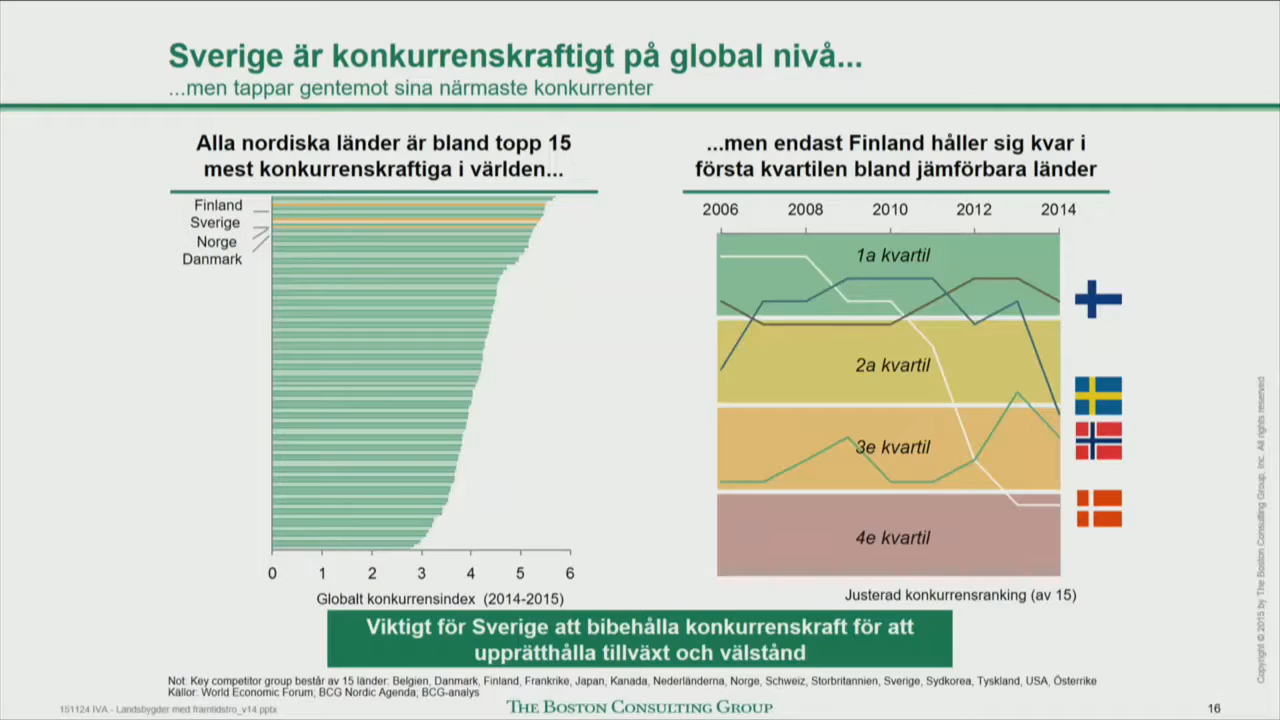 Sverige är konkurrenskraftigt på global nivå...
...men tappar gentemot sina närmaste konkurrenter
Alla nordiska länder är bland topp 15
mest konkurrenskraftiga i världen...
Finland
Sverige
Norge
Danmark
0 1 2 3 4 5 6
Globalt konkurrensindex (2014-2015)
...men endast Finland håller sig kvar i
första kvartilen bland jämförbara länder
2006 2008 2010 2012 2014
1a kvartil
2a kvartil
3e kvartil
4e kvartil
Justerad konkurrensranking (av 15)
Viktigt för Sverige att bibehålla konkurrenskraft för att
upprätthålla tillväxt och välstånd
Not: Key competitor group består av 15 länder: Belgien, Danmark, Finland, Frankrike, Japan, Kanada, Nederländerna, Norge, Schweiz, Storbritannien, Sverige, Sydkorea, Tyskland, USA, Österrike
Källor: World Economic Forum; BCG Nordic Agenda; BCG-analys
151124 IVA - Landsbygder med framtidstro_v14.pptx
THE BOSTON CONSULTING GROUP
16
Copyright © 2015 by The Boston Consulting Group, Inc. All rights reserved